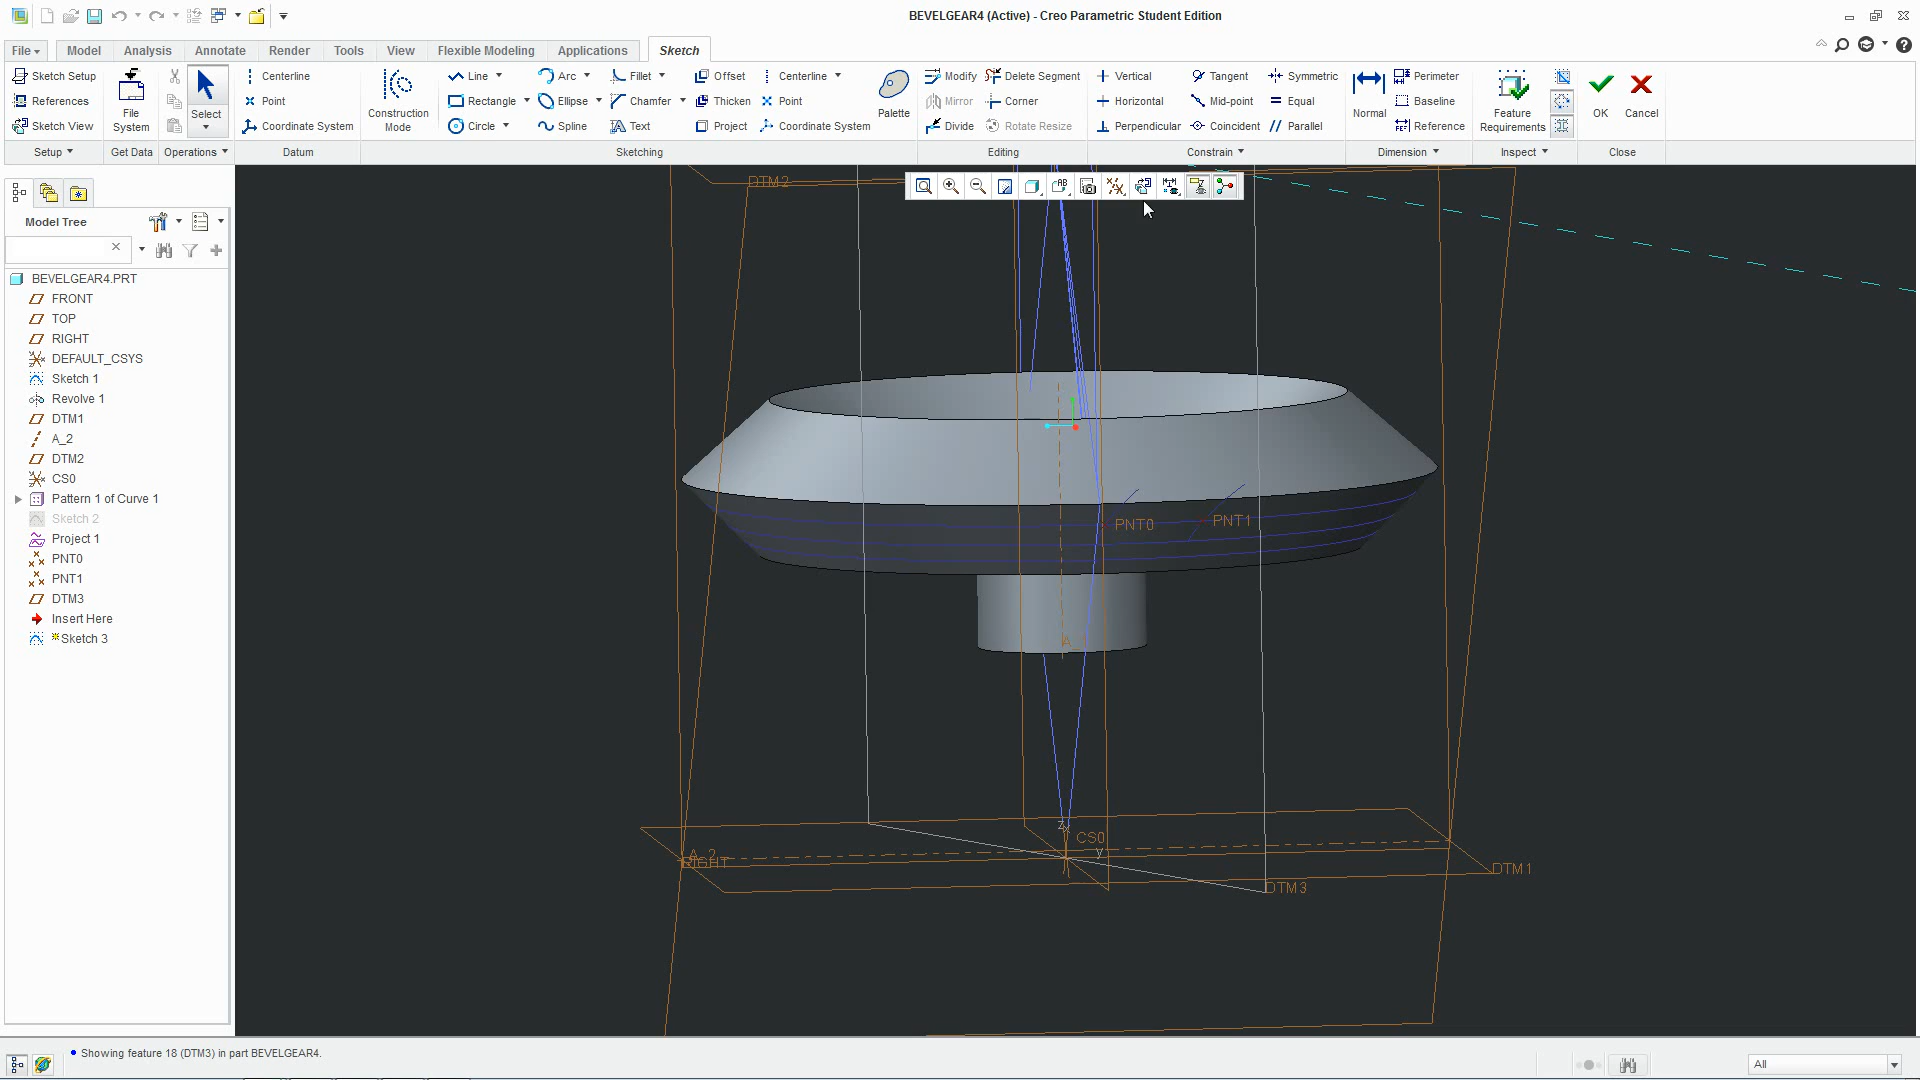 BEVELGEAR4 (Active) - Creo Parametric Student Edition
File Model Analysis Annotate Render Tools View Flexible Modeling Applications Sketch
Sketch Setup
References
Sketch View
Setup
File System
Get Data
Select
Operations
Centerline
Point
Coordinate System
Datum
Construction Mode
Line Arc Fillet Offset Centerline
Rectangle Ellipse Chamfer Thicken Point
Circle Spline Text Project Coordinate System
Palette
Sketching
Modify Delete Segment
Mirror Corner
Divide Rotate Resize
Editing
Vertical Tangent Symmetric
Horizontal Mid-point Equal
Perpendicular Coincident Parallel
Constrain
Normal
Perimeter
Baseline
Reference
Dimension
Feature Requirements
Inspect
OK
Cancel
Close
Model Tree
BEVELGEAR4.PRT
FRONT
TOP
RIGHT
DEFAULT_CSYS
Sketch 1
Revolve 1
DTM1
A_2
DTM2
CS0
Pattern 1 of Curve 1
Sketch 2
Project 1
PNT0
PNT1
DTM3
Insert Here
Sketch 3
DTM2
PNT0
PNT1
A
Z
X
CS0
y
A_2
RIGHT
DTM1
DTM3
Showing feature 18 (DTM3) in part BEVELGEAR4.
All